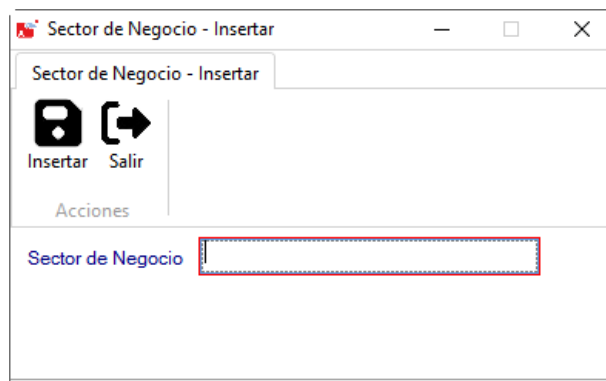 Sector de Negocio - Insertar
Sector de Negocio - Insertar
Insertar Salir
Acciones
Sector de Negocio